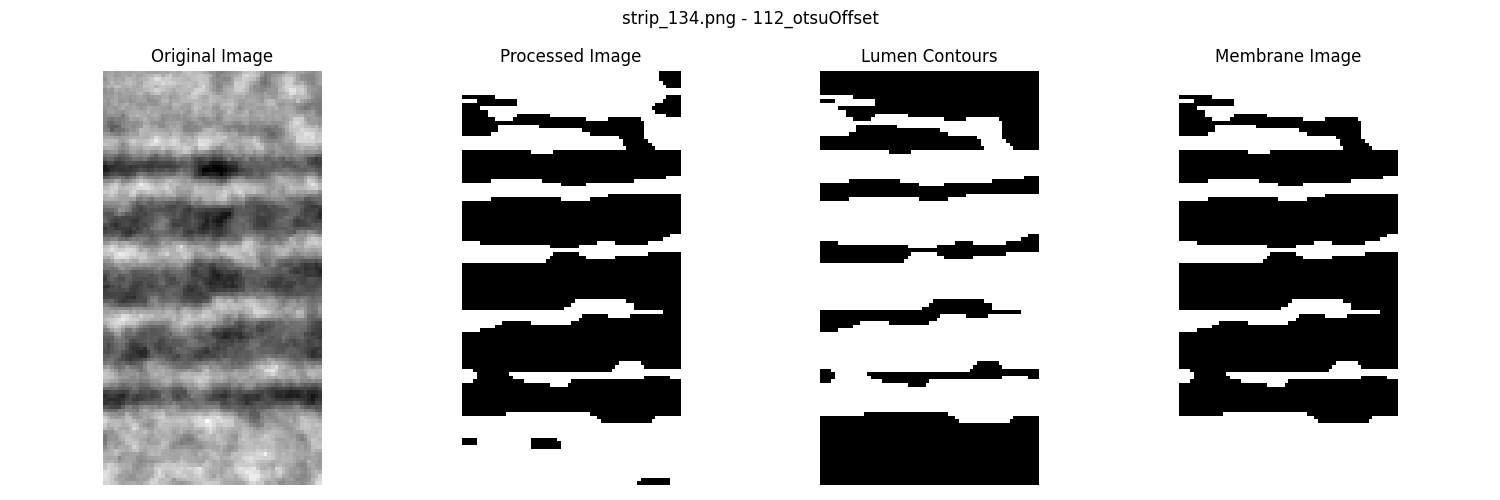 strip_134.png - 112_otsuOffset
Original Image
Processed Image
Lumen Contours
Membrane Image